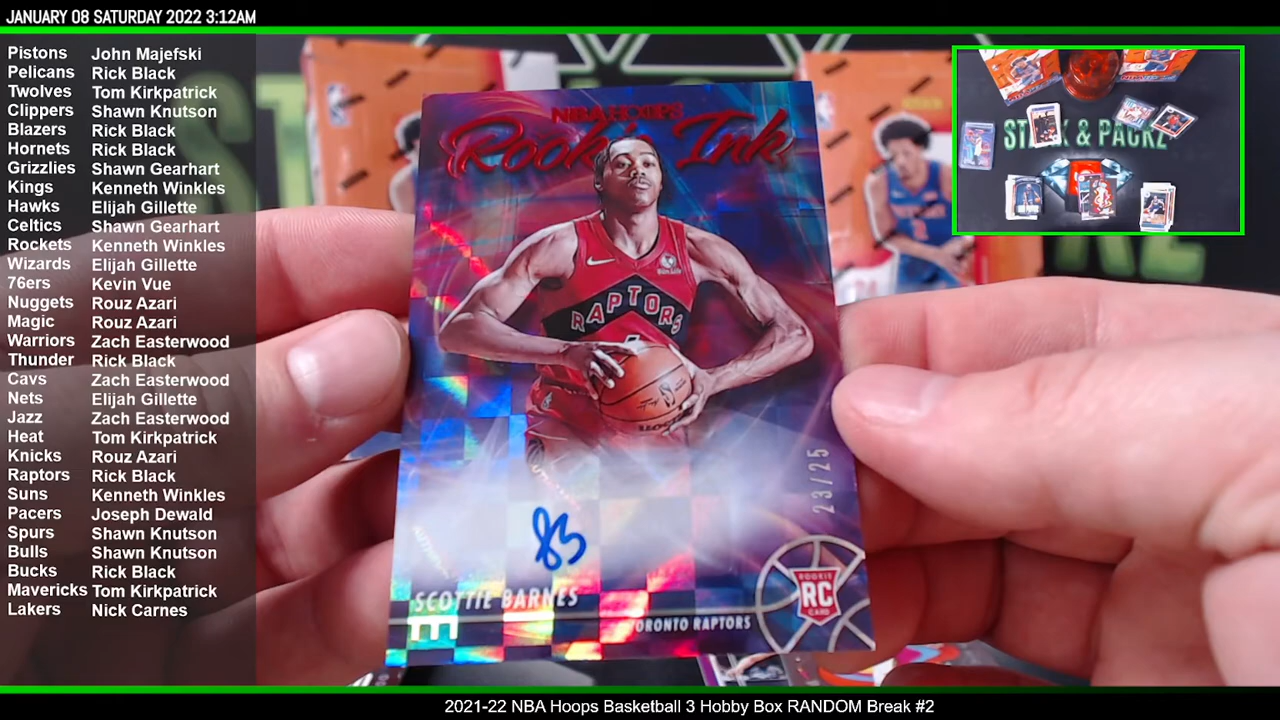 JANUARY 08 SATURDAY 2022 3:12AM
Pistons John Majefski
Pelicans Rick Black
Twolves Tom Kirkpatrick
Clippers Shawn Knutson
Blazers Rick Black
Hornets Rick Black
Grizzlies Shawn Gearhart
Kings Kenneth Winkles
Hawks Elijah Gillette
Celtics Shawn Gearhart
Rockets Kenneth Winkles
Wizards Elijah Gillette
76ers Kevin Vue
Nuggets Rouz Azari
Magic Rouz Azari
Warriors Zach Easterwood
Thunder Rick Black
Cavs Zach Easterwood
Nets Elijah Gillette
Jazz Zach Easterwood
Heat Tom Kirkpatrick
Knicks Rouz Azari
Raptors Rick Black
Suns Kenneth Winkles
Pacers Joseph Dewald
Spurs Shawn Knutson
Bulls Shawn Knutson
Bucks Rick Black
Mavericks Tom Kirkpatrick
Lakers Nick Carnes
NBA HOOPS
Ink
RAPTORS
23/25
SCOTTIE BARNES
TORONTO RAPTORS
ROOKIE
RC
CARD
2021-22 NBA Hoops Basketball 3 Hobby Box RANDOM Break #2